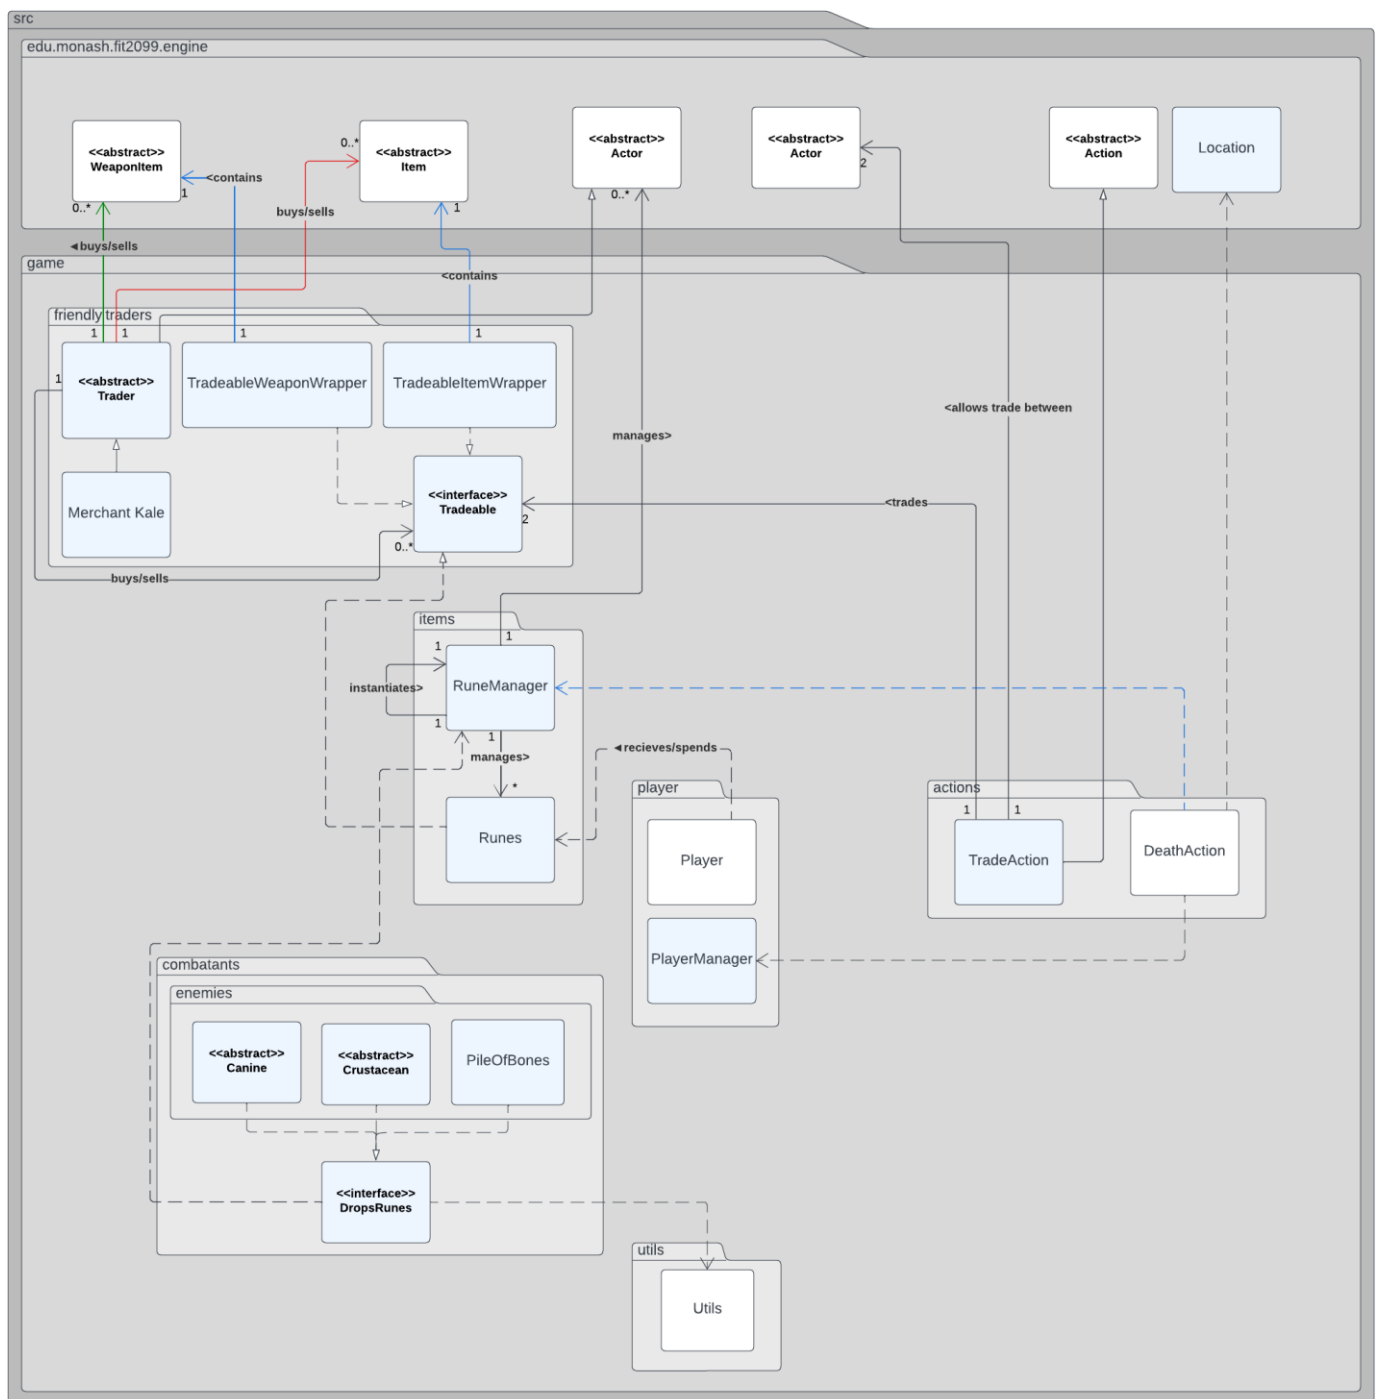 src
edu.monash.fit2099.engine
<<abstract>>
WeaponItem
<<abstract>>
Item
<<abstract>>
Actor
<<abstract>>
Actor
<<abstract>>
Action
Location
0..*
<contains
1
0..*
buys/sells
1
0..*
2
◄buys/sells
<contains
game
friendly traders
1
1
1
1
1
<<abstract>>
Trader
TradeableWeaponWrapper
TradeableItemWrapper
<allows trade between
manages>
Merchant Kale
<<interface>>
Tradeable
<trades
2
0..*
buys/sells
items
1
1
RuneManager
instantiates>
1
1
manages>
*
Runes
◄recieves/spends
player
Player
PlayerManager
actions
1
1
TradeAction
DeathAction
combatants
enemies
<<abstract>>
Canine
<<abstract>>
Crustacean
PileOfBones
<<interface>>
DropsRunes
utils
Utils